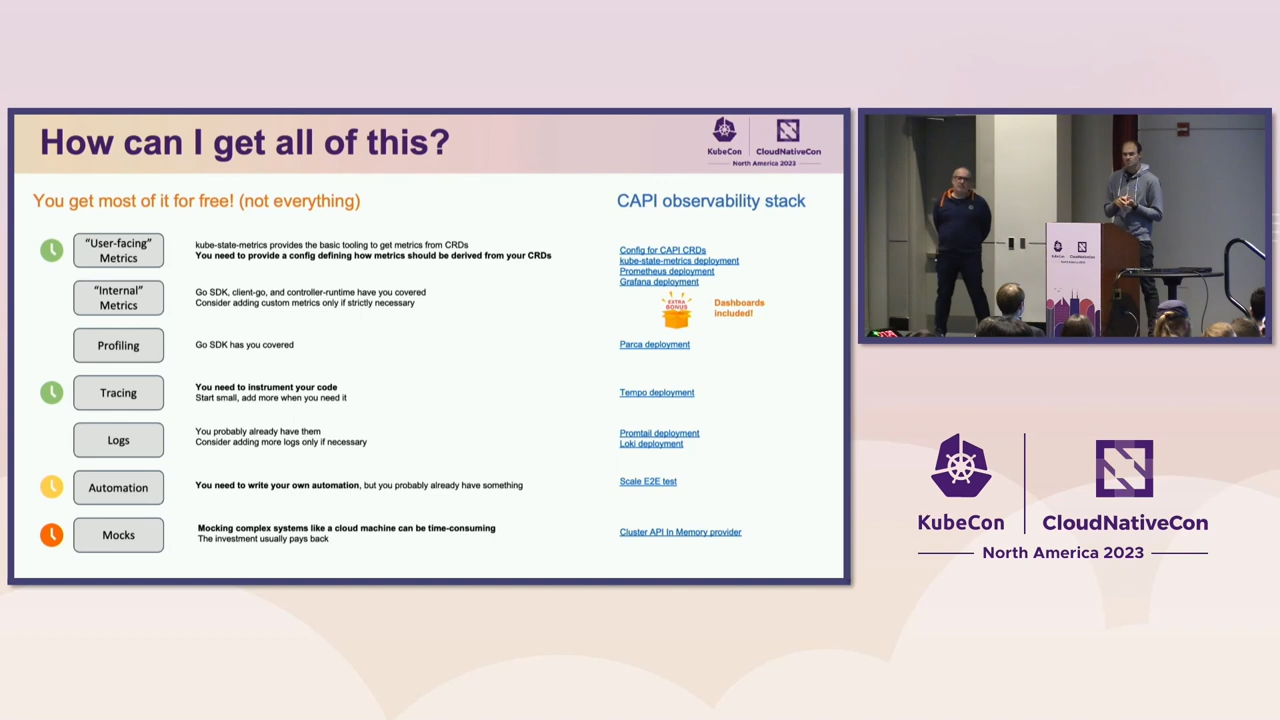 How can I get all of this?
KubeCon
CloudNativeCon
North America 2023
You get most of it for free! (not everything)
CAPI observability stack
"User-facing"
Metrics
kube-state-metrics provides the basic tooling to get metrics from CRDs
You need to provide a config defining how metrics should be derived from your CRDs
Config for CAPI CRDs
kube-state-metrics deployment
Prometheus deployment
Grafana deployment
"Internal"
Metrics
Go SDK, client-go, and controller-runtime have you covered
Consider adding custom metrics only if strictly necessary
EXTRA
BONUS
Dashboards
included!
Profiling
Go SDK has you covered
Parca deployment
Tracing
You need to instrument your code
Start small, add more when you need it
Tempo deployment
Logs
You probably already have them
Consider adding more logs only if necessary
Promtail deployment
Loki deployment
Automation
You need to write your own automation, but you probably already have something
Scale E2E test
Mocks
Mocking complex systems like a cloud machine can be time-consuming
The investment usually pays back
Cluster API In Memory provider
KubeCon
CloudNativeCon
North America 2023